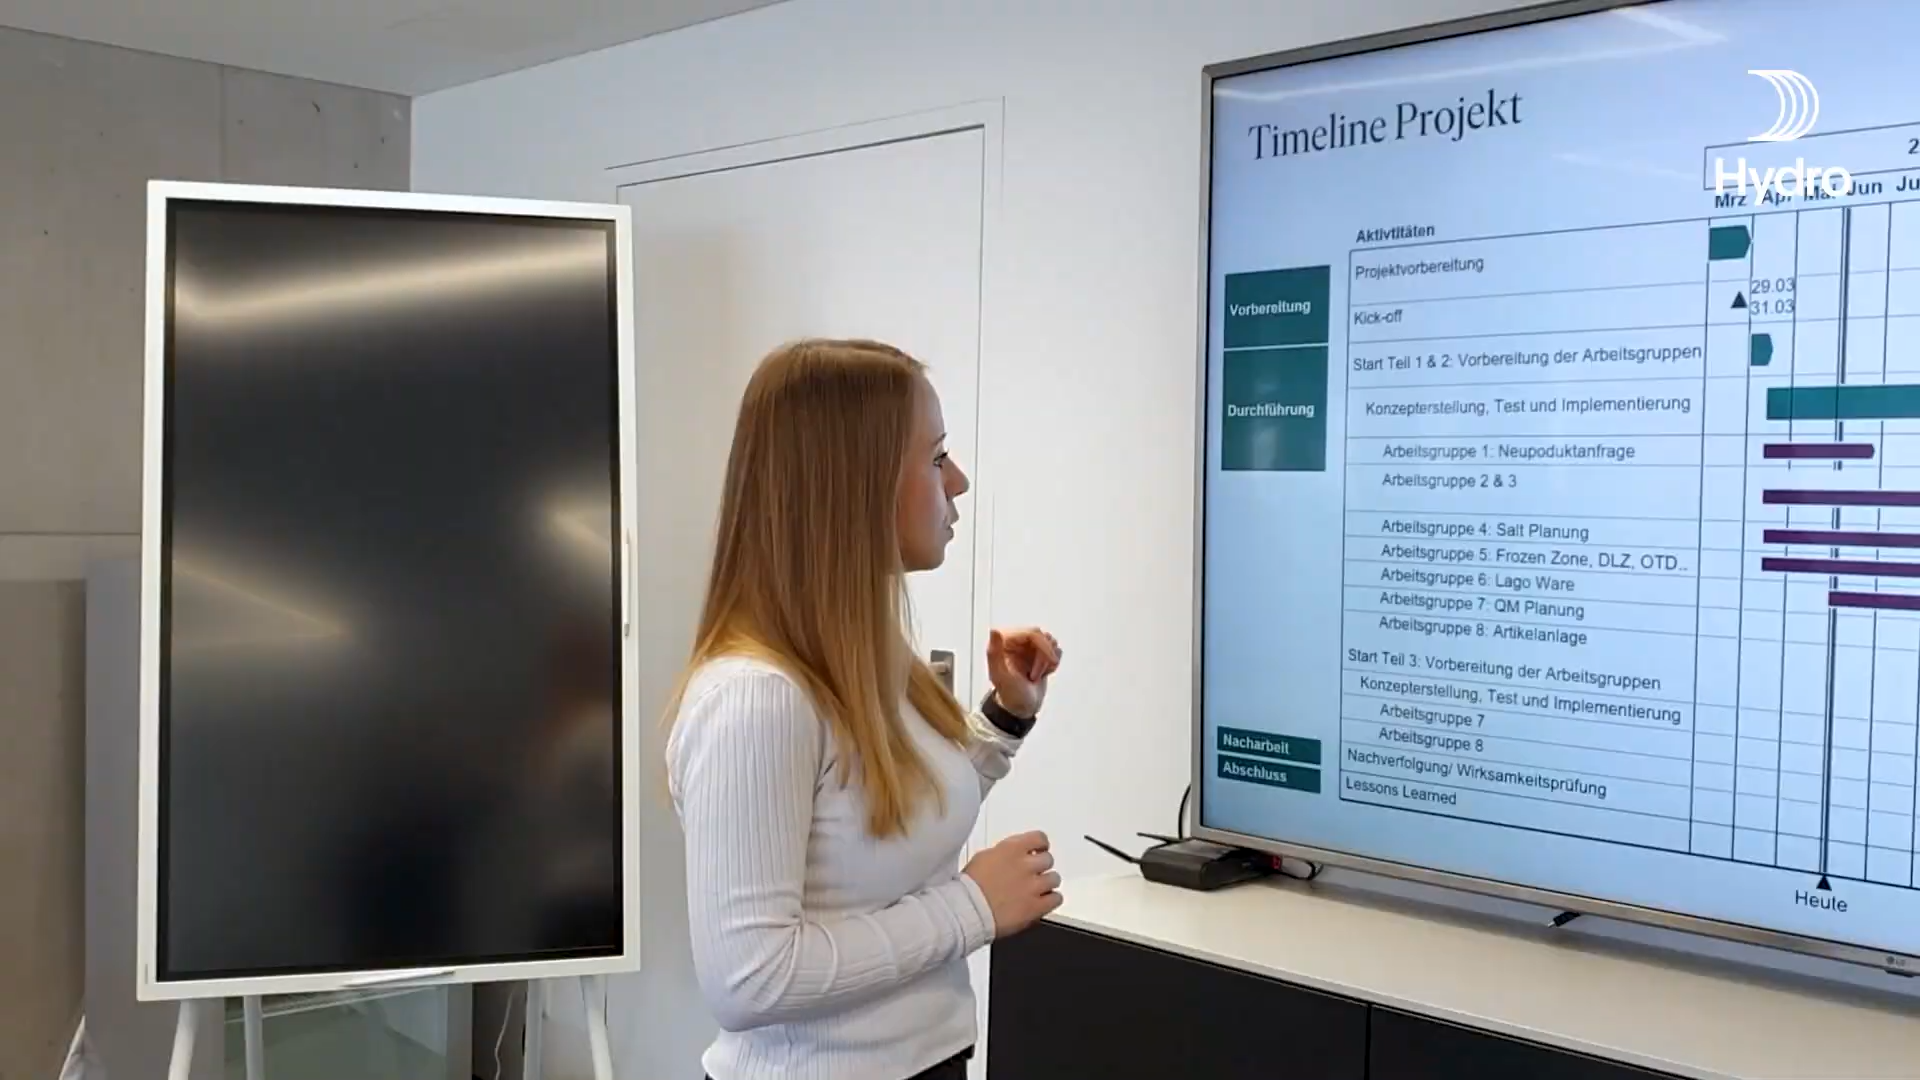 Timeline Projekt
Hydro
2
Mrz Apr Mai Jun Ju
Aktivtitäten
Projektvorbereitung
Vorbereitung
29.03
31.03
Kick-off
Start Teil 1 & 2: Vorbereitung der Arbeitsgruppen
Durchführung
Konzepterstellung, Test und Implementierung
Arbeitsgruppe 1: Neupoduktanfrage
Arbeitsgruppe 2 & 3
Arbeitsgruppe 4: Salt Planung
Arbeitsgruppe 5: Frozen Zone, DLZ, OTD..
Arbeitsgruppe 6: Lago Ware
Arbeitsgruppe 7: QM Planung
Arbeitsgruppe 8: Artikelanlage
Start Teil 3: Vorbereitung der Arbeitsgruppen
Konzepterstellung, Test und Implementierung
Arbeitsgruppe 7
Arbeitsgruppe 8
Nacharbeit
Nachverfolgung/ Wirksamkeitsprüfung
Abschluss
Lessons Learned
Heute
LG